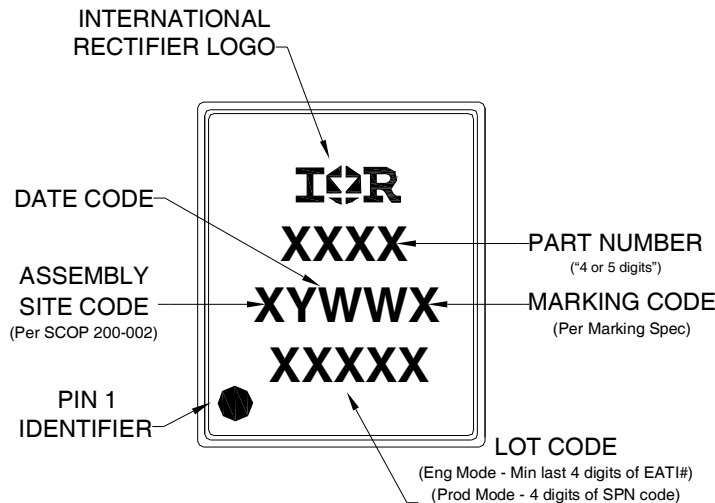 INTERNATIONAL
RECTIFIER LOGO
IOR
DATE CODE
XXXX
PART NUMBER
("4 or 5 digits")
ASSEMBLY
SITE CODE
(Per SCOP 200-002)
XYWWX
MARKING CODE
(Per Marking Spec)
XXXXX
PIN 1
IDENTIFIER
LOT CODE
(Eng Mode - Min last 4 digits of EATI#)
(Prod Mode - 4 digits of SPN code)